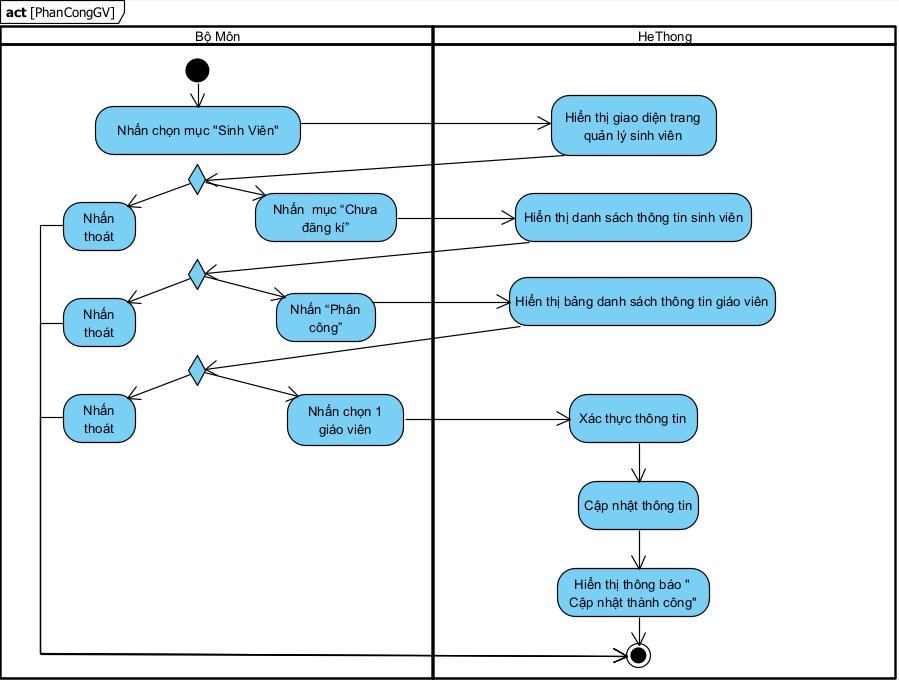 act [PhanCongGV]
Bộ Môn
HeThong
Nhấn chọn mục "Sinh Viên"
Hiển thị giao diện trang
quản lý sinh viên
Nhấn
thoát
Nhấn  mục “Chưa
đăng kí”
Hiển thị danh sách thông tin sinh viên
Nhấn
thoát
Nhấn “Phân
công”
Hiển thị bảng danh sách thông tin giáo viên
Nhấn
thoát
Nhấn chọn 1
giáo viên
Xác thực thông tin
Cập nhật thông tin
Hiển thị thông báo "
Cập nhật thành công"